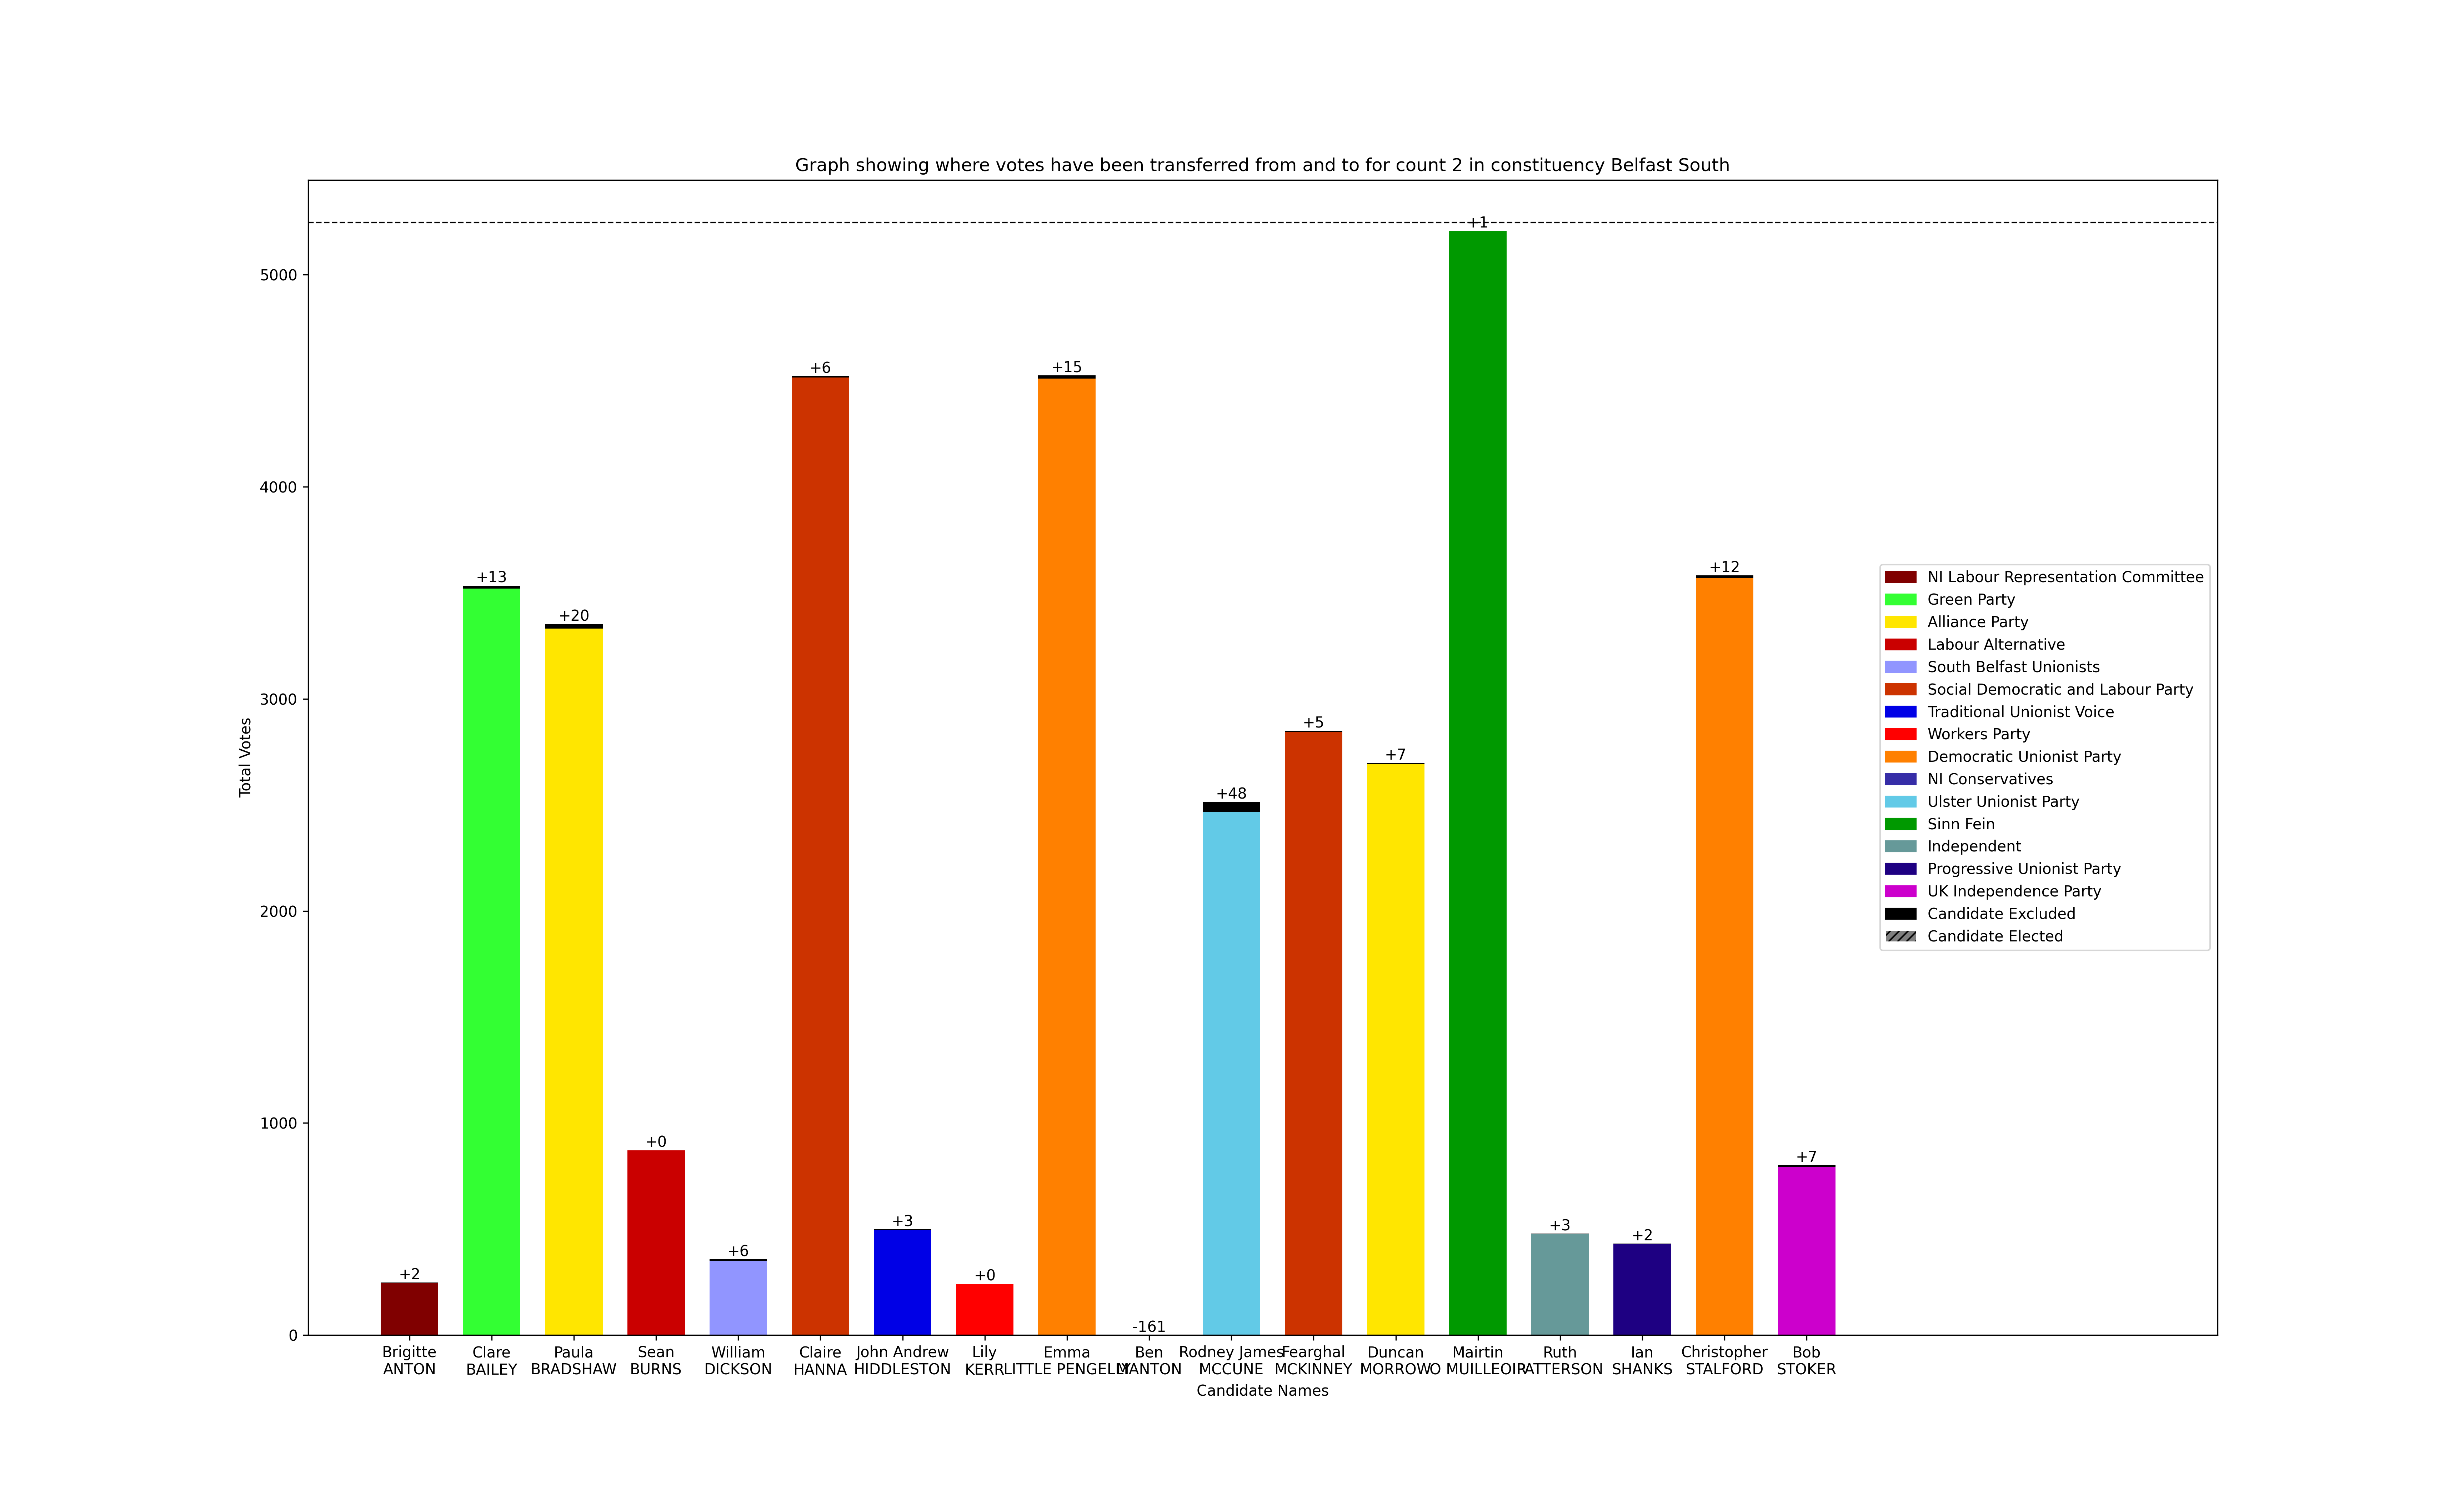 Graph showing where votes have been transferred from and to for count 2 in constituency Belfast South
Total Votes
5000
4000
3000
2000
1000
0
+2
+13
+20
+0
+6
+6
+3
+0
+15
-161
+48
+5
+7
+1
+3
+2
+12
+7
Brigitte
ANTON
Clare
BAILEY
Paula
BRADSHAW
Sean
BURNS
William
DICKSON
Claire
HANNA
John Andrew
HIDDLESTON
Lily
KERR
Emma
LITTLE PENGELLY
Ben
MANTON
Rodney James
MCCUNE
Fearghal
MCKINNEY
Duncan
MORROW
Mairtin
O MUILLEOIR
Ruth
PATTERSON
Ian
SHANKS
Christopher
STALFORD
Bob
STOKER
Candidate Names
NI Labour Representation Committee
Green Party
Alliance Party
Labour Alternative
South Belfast Unionists
Social Democratic and Labour Party
Traditional Unionist Voice
Workers Party
Democratic Unionist Party
NI Conservatives
Ulster Unionist Party
Sinn Fein
Independent
Progressive Unionist Party
UK Independence Party
Candidate Excluded
Candidate Elected